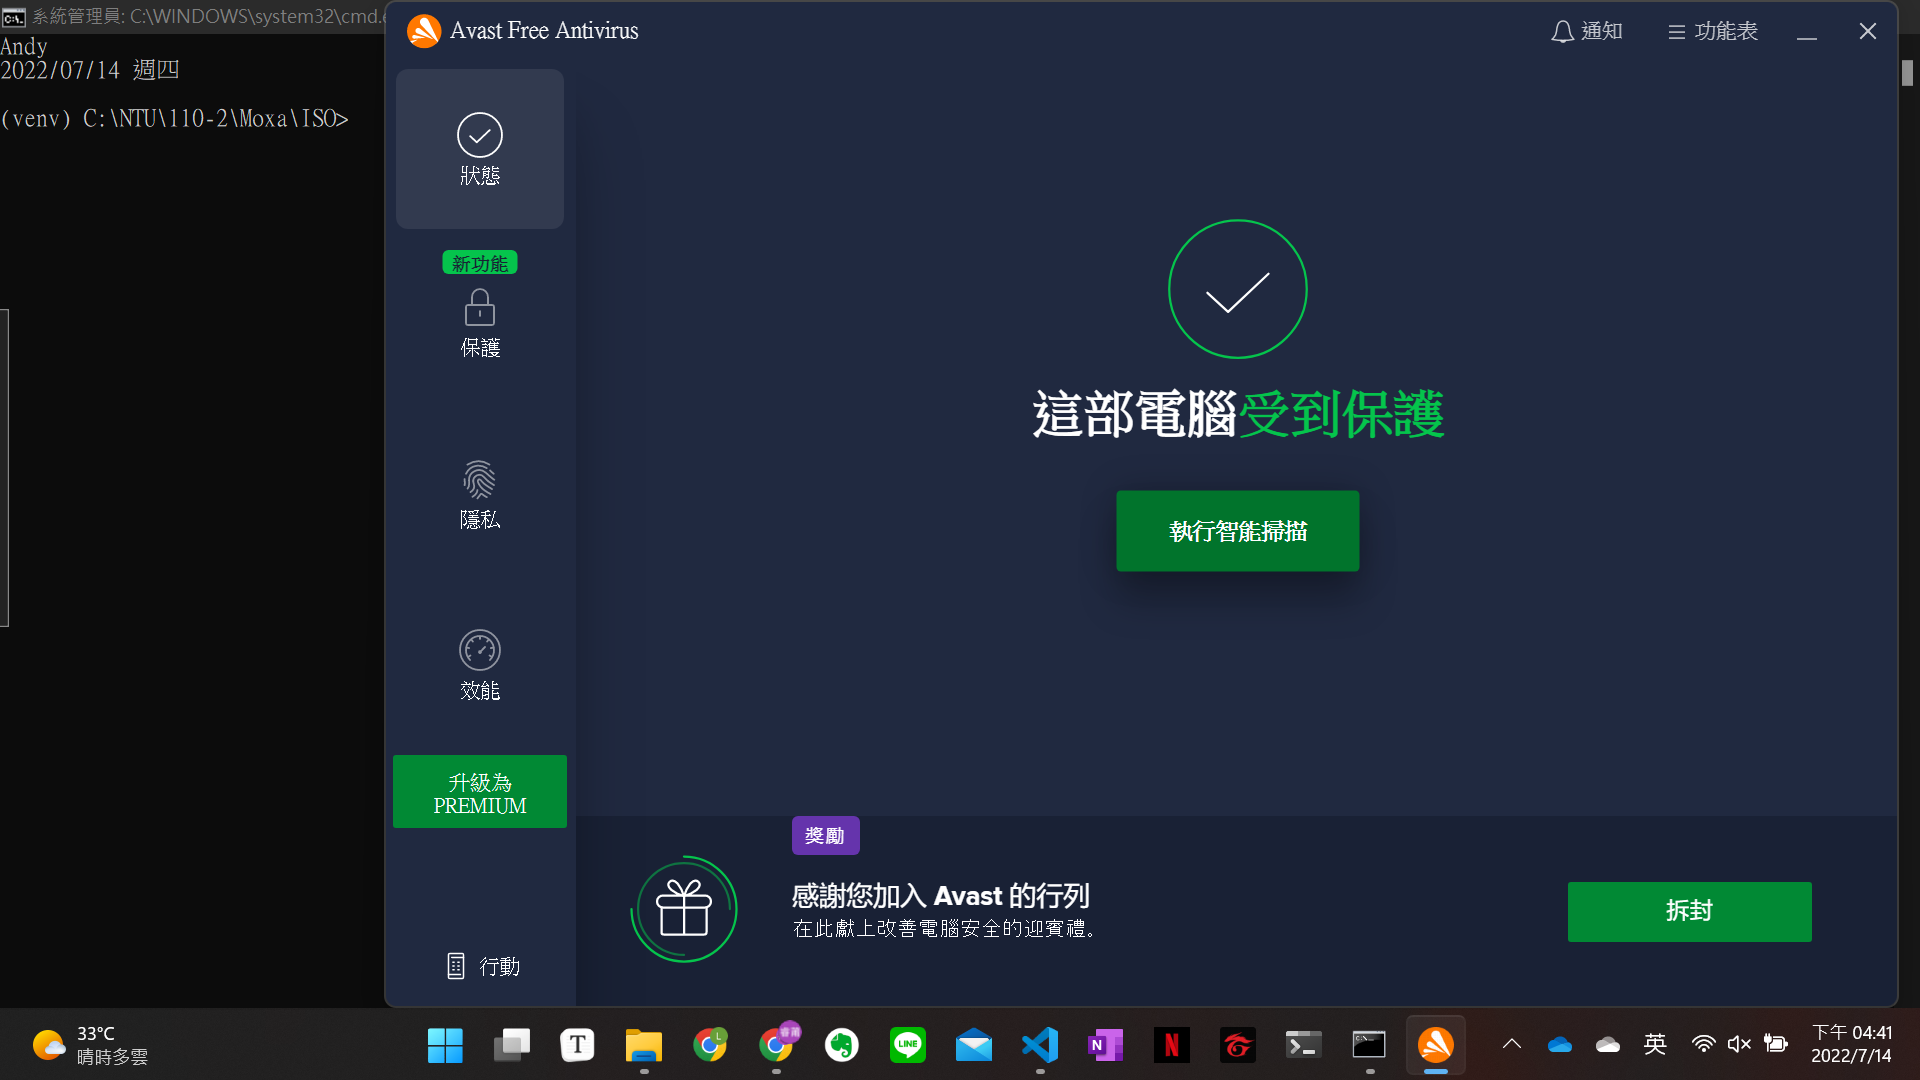 系統管理員: C:\WINDOWS\system32\cmd.e
Andy
2022/07/14 週四
(venv) C:\NTU\110-2\Moxa\ISO>
Avast Free Antivirus
通知
功能表
狀態
新功能
保護
隱私
效能
升級為
PREMIUM
行動
這部電腦受到保護
執行智能掃描
獎勵
感謝您加入 Avast 的行列
在此獻上改善電腦安全的迎賓禮。
拆封
33°C
晴時多雲
T
L
LINE
N
N
英
下午 04:41
2022/7/14